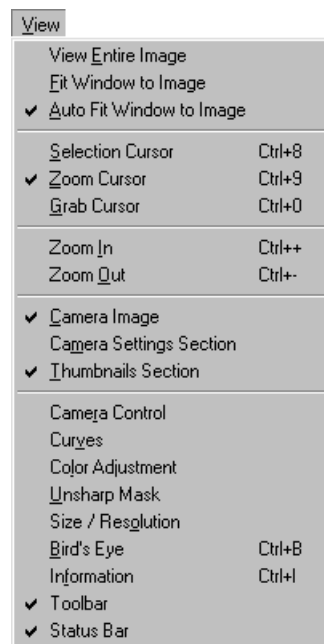 View
View Entire Image
Fit Window to Image
✔ Auto Fit Window to Image
Selection Cursor Ctrl+8
✔ Zoom Cursor Ctrl+9
Grab Cursor Ctrl+0
Zoom In Ctrl++
Zoom Out Ctrl+-
✔ Camera Image
Camera Settings Section
✔ Thumbnails Section
Camera Control
Curves
Color Adjustment
Unsharp Mask
Size / Resolution
Bird's Eye Ctrl+B
Information Ctrl+I
✔ Toolbar
✔ Status Bar